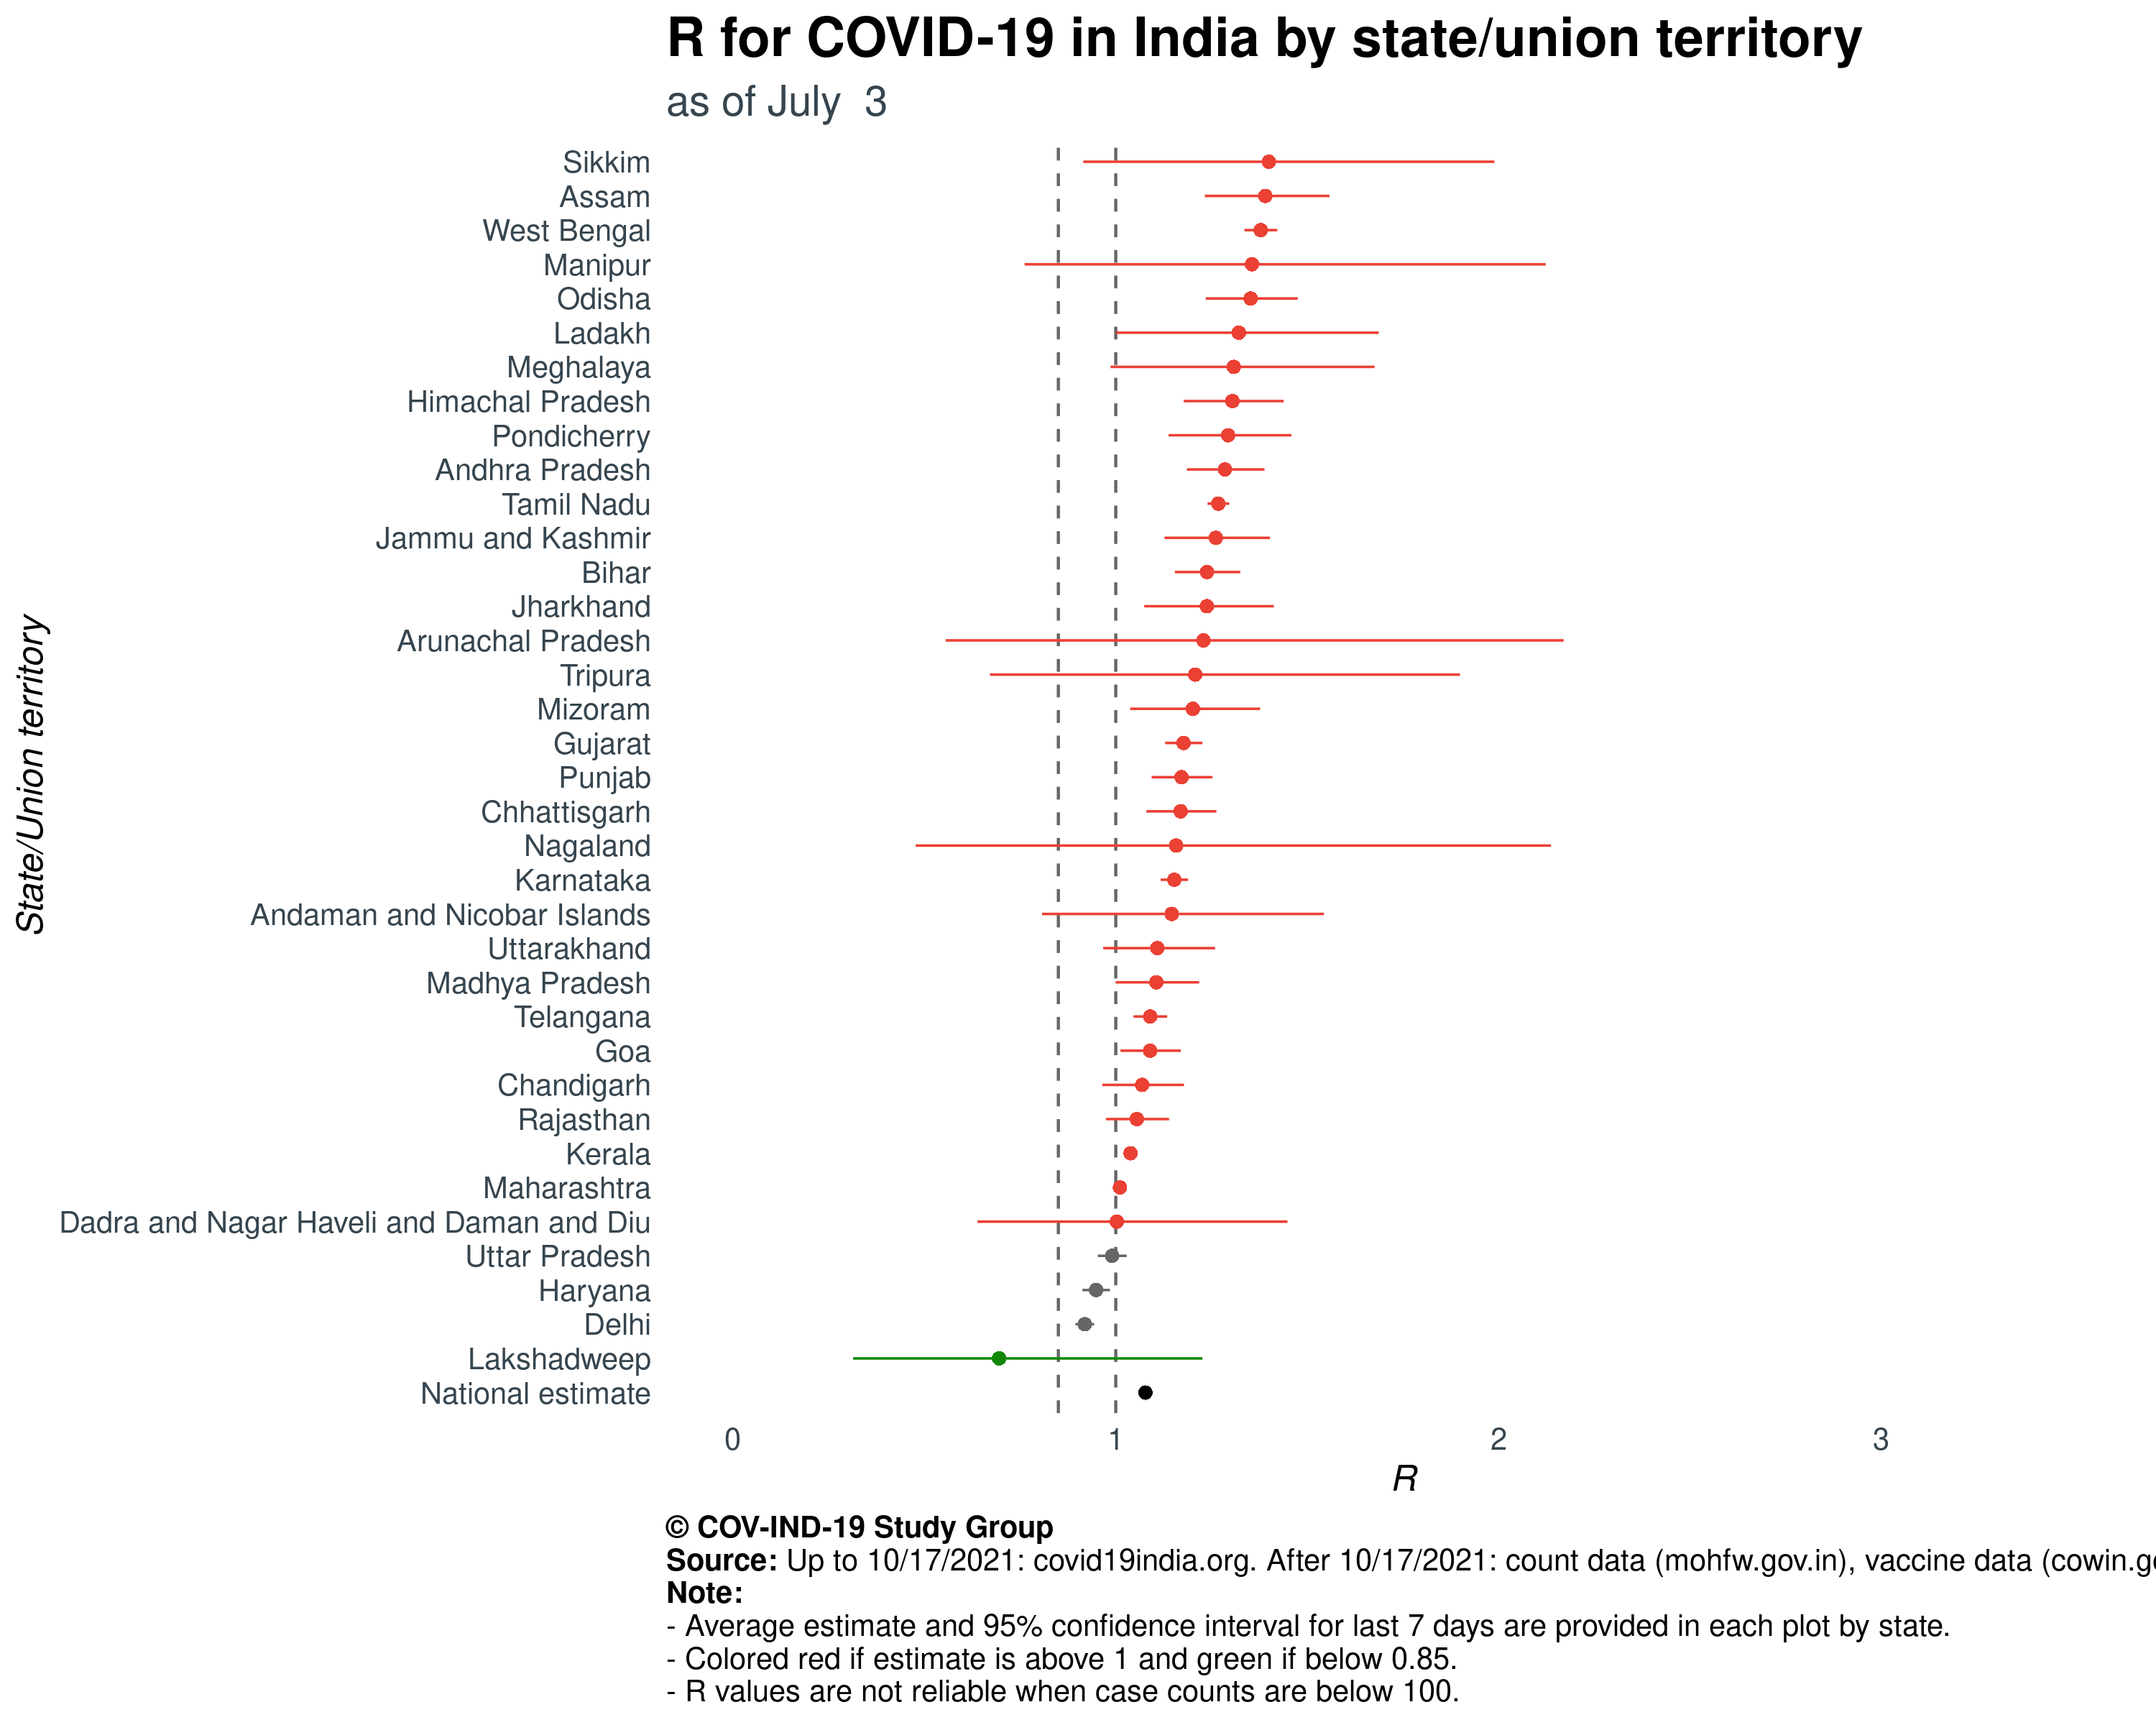 R for COVID-19 in India by state/union territory
as of July  3
State/Union territory
Sikkim
Assam
West Bengal
Manipur
Odisha
Ladakh
Meghalaya
Himachal Pradesh
Pondicherry
Andhra Pradesh
Tamil Nadu
Jammu and Kashmir
Bihar
Jharkhand
Arunachal Pradesh
Tripura
Mizoram
Gujarat
Punjab
Chhattisgarh
Nagaland
Karnataka
Andaman and Nicobar Islands
Uttarakhand
Madhya Pradesh
Telangana
Goa
Chandigarh
Rajasthan
Kerala
Maharashtra
Dadra and Nagar Haveli and Daman and Diu
Uttar Pradesh
Haryana
Delhi
Lakshadweep
National estimate
0 1 2 3
R
© COV-IND-19 Study Group
Source: Up to 10/17/2021: covid19india.org. After 10/17/2021: count data (mohfw.gov.in), vaccine data
Note:
- Average estimate and 95% confidence interval for last 7 days are provided in each plot by state.
- Colored red if estimate is above 1 and green if below 0.85.
- R values are not reliable when case counts are below 100.